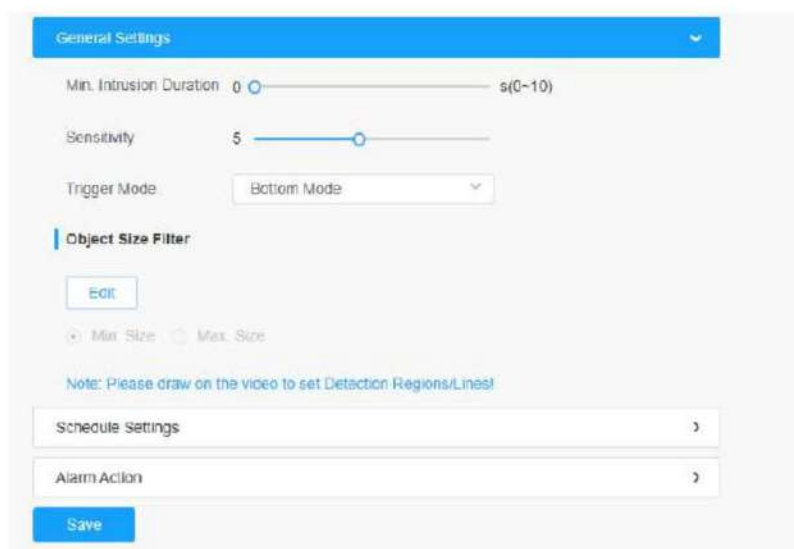 General Settings
Min. Intrusion Duration 0 s(0~10)
Sensitivity 5
Trigger Mode Bottom Mode
Object Size Filter
Edit
Min. Size Max. Size
Note: Please draw on the video to set Detection Regions/Lines!
Schedule Settings
Alarm Action
Save